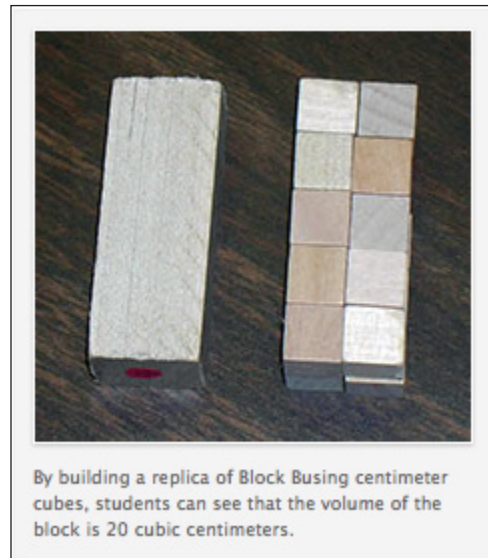 By building a replica of Block Busing centimeter
cubes, students can see that the volume of the
block is 20 cubic centimeters.